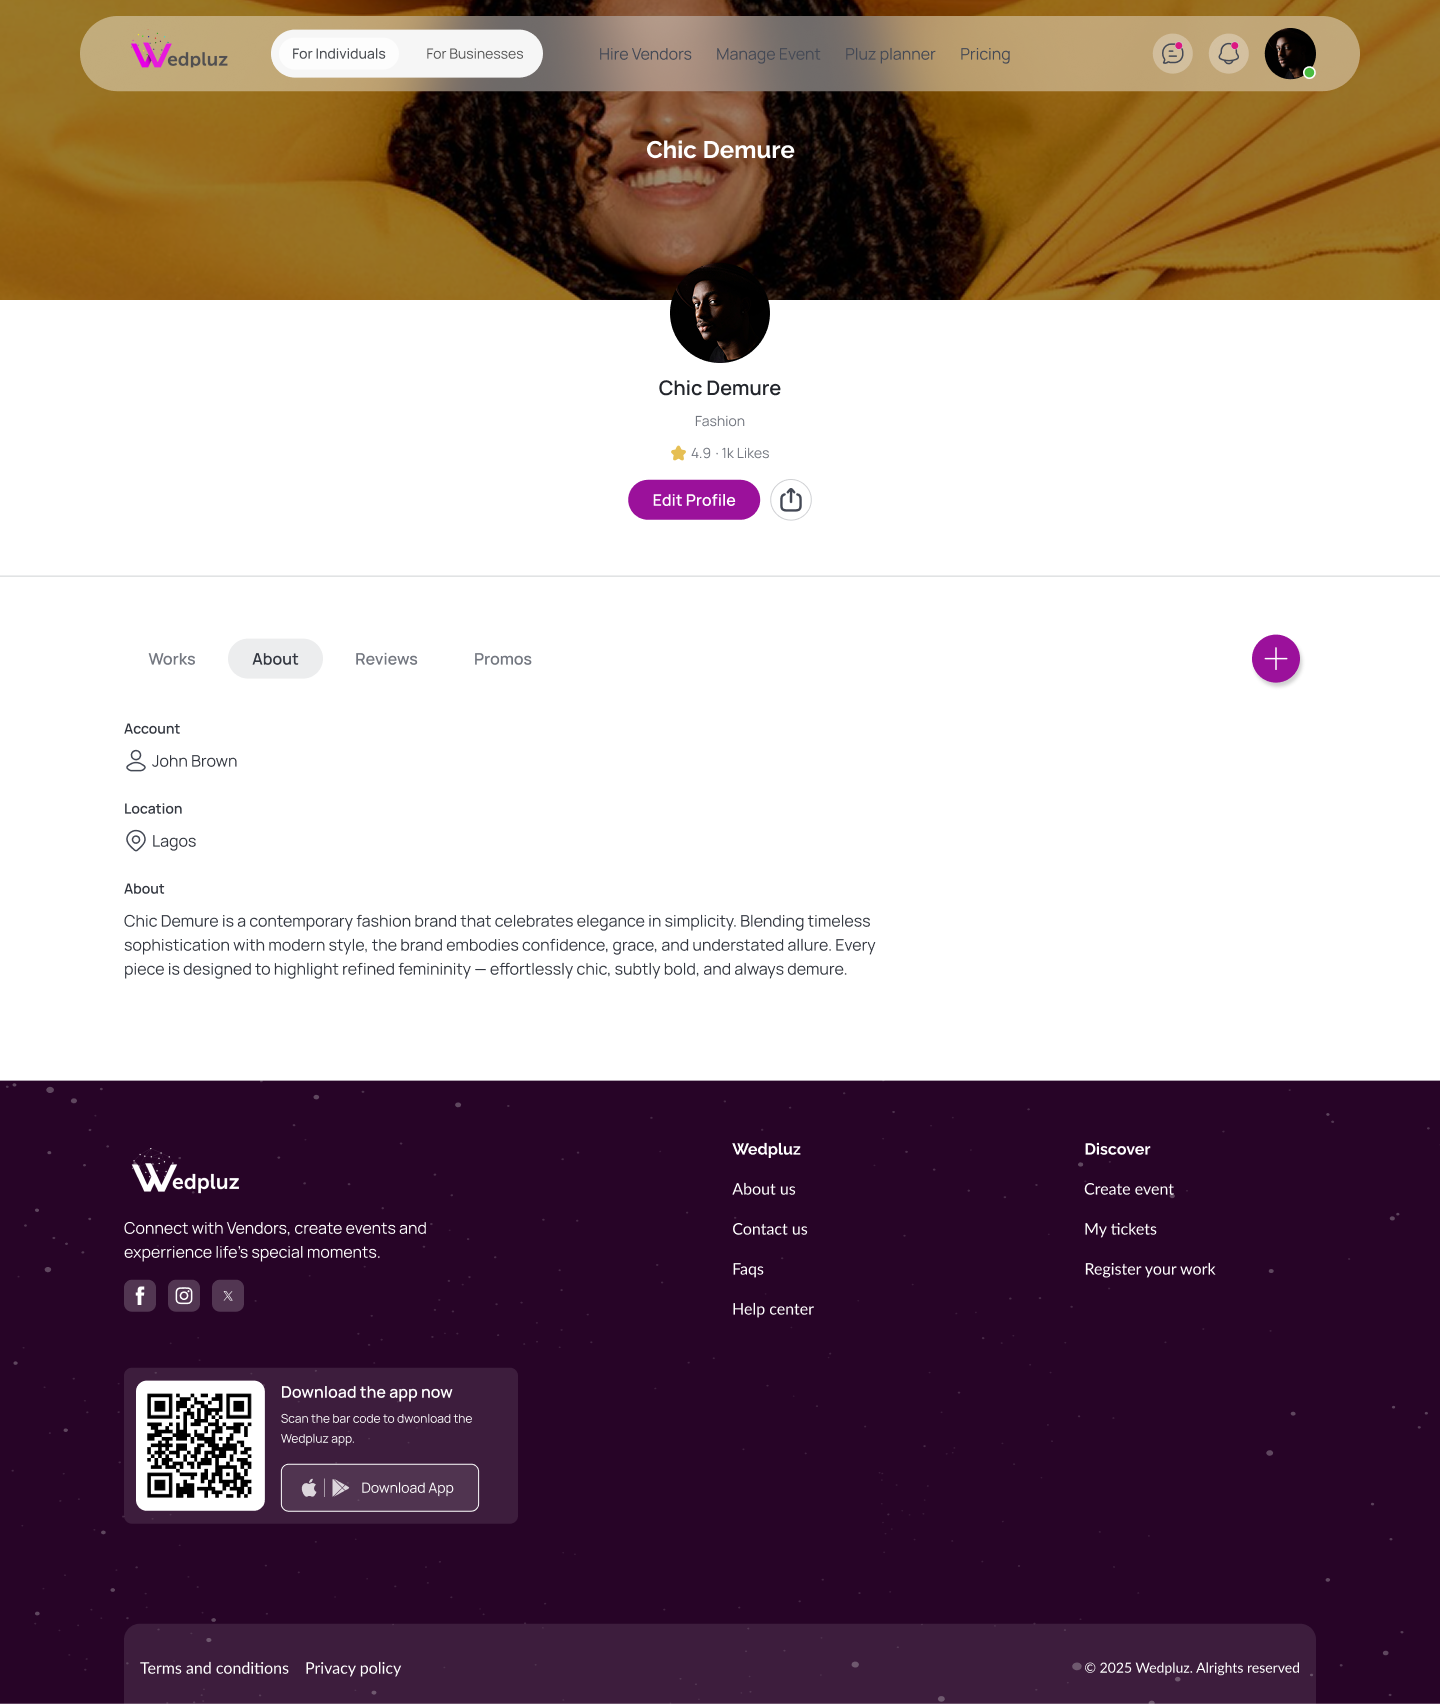 Wedpluz
For Individuals
For Businesses
Hire Vendors
Manage Event
Pluz planner
Pricing
Chic Demure
Chic Demure
Fashion
4.9 · 1k Likes
Edit Profile
Works
About
Reviews
Promos
Account
John Brown
Location
Lagos
About
Chic Demure is a contemporary fashion brand that celebrates elegance in simplicity. Blending timeless
sophistication with modern style, the brand embodies confidence, grace, and understated allure. Every
piece is designed to highlight refined femininity — effortlessly chic, subtly bold, and always demure.
Wedpluz
Connect with Vendors, create events and
experrience life's special moments.
Wedpluz
About us
Contact us
Faqs
Help center
Discover
Create event
My tickets
Register your work
Download the app now
Scan the bar code to dwonload the
Wedpluz app.
Download App
Terms and conditions
Privacy policy
© 2025 Wedpluz. Alrights reserved